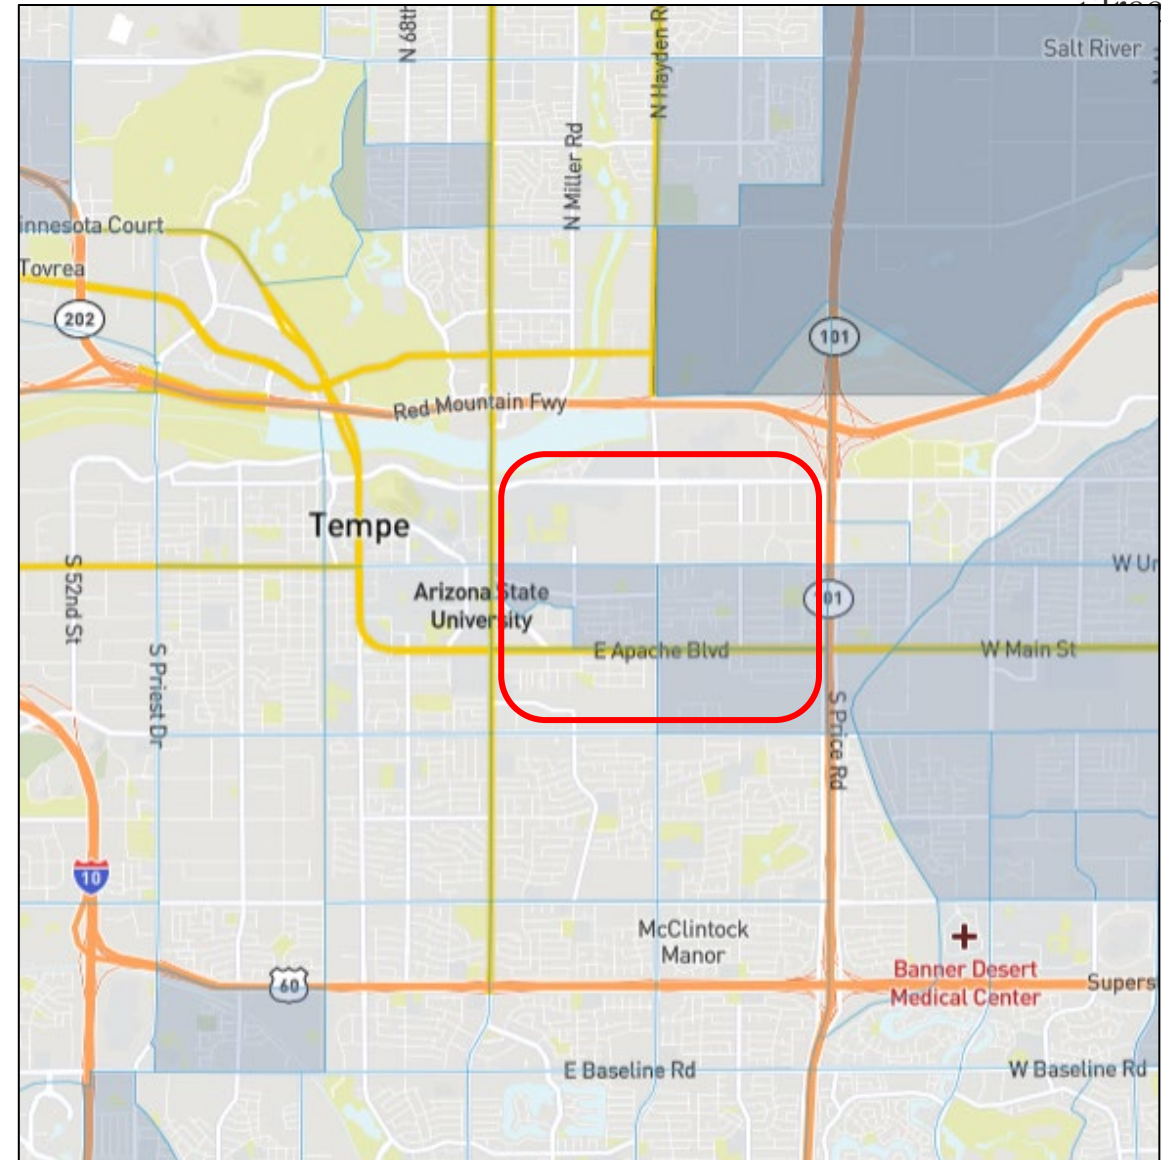 Salt River
N 68th
N Hayden R
N Miller Rd
innesota Court
Tovrea
202
101
Red Mountain Fwy
Tempe
W Un
S 52nd St
Arizona State
University
101
E Apache Blvd
W Main St
S Priest Dr
S Price Rd
10
McClintock
Manor
Banner Desert
Medical Center
60
Supers
E Baseline Rd
W Baseline Rd